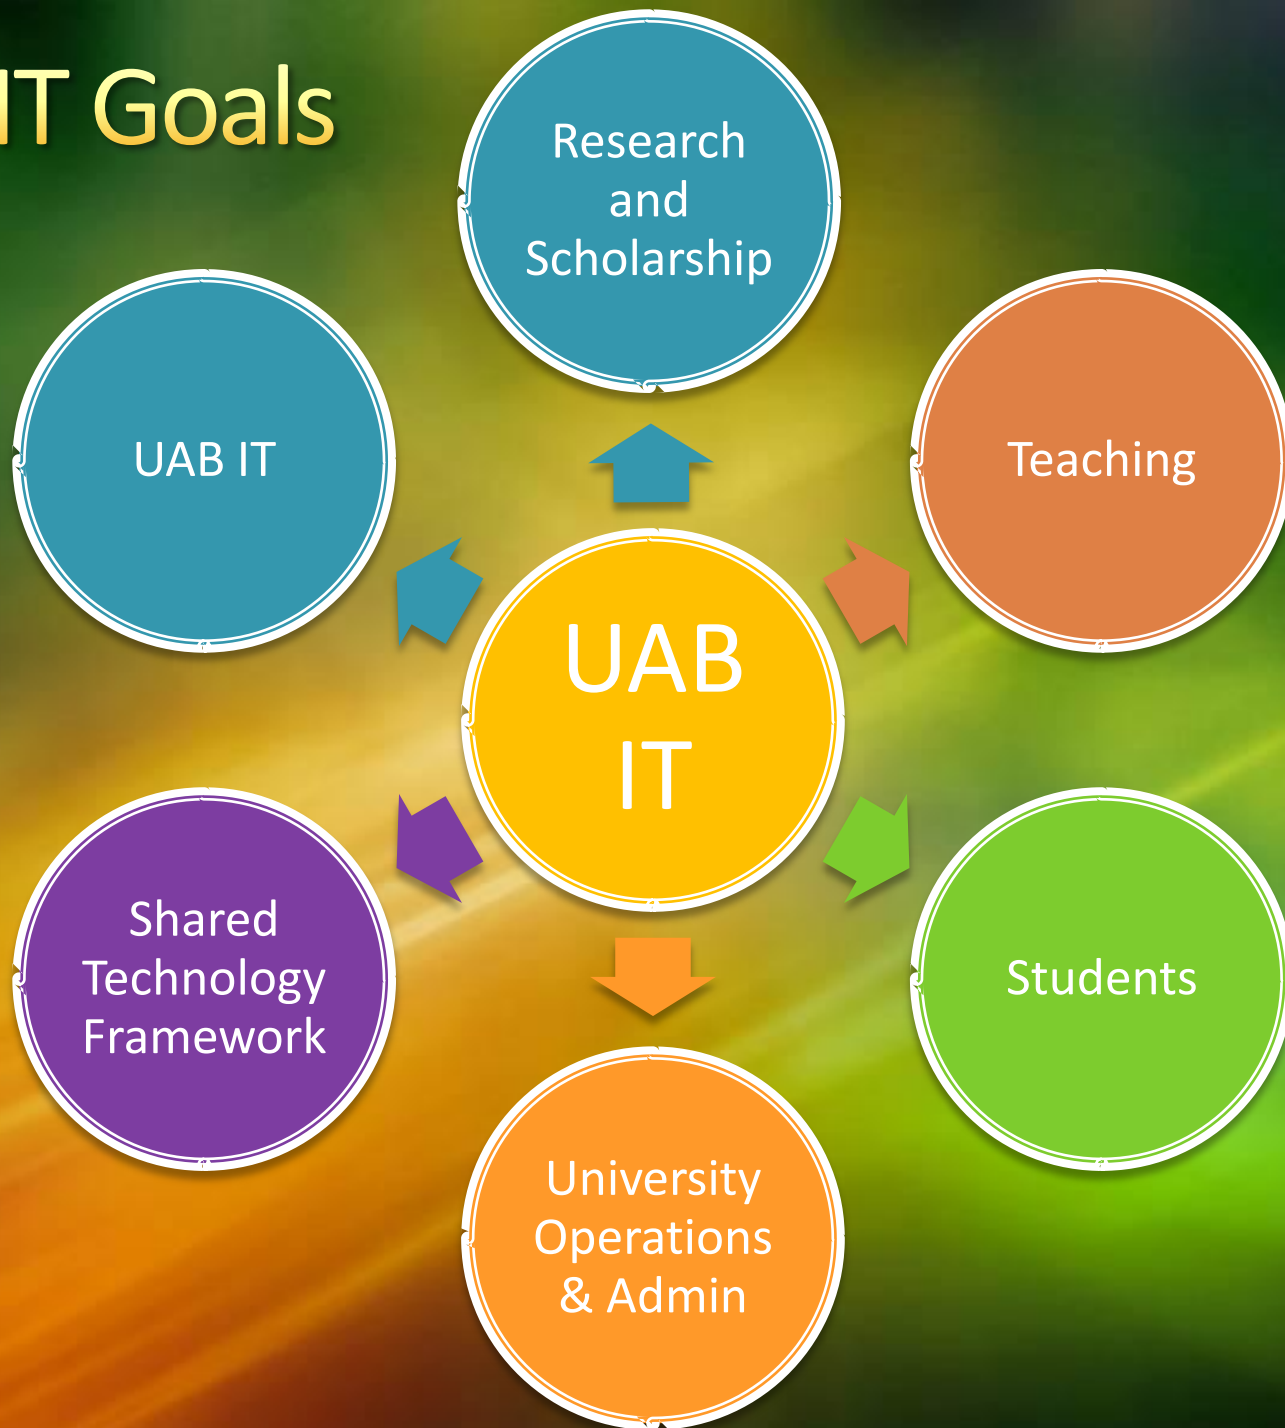 IT Goals
Research
and
Scholarship
UAB IT
Teaching
UAB
IT
Shared
Technology
Framework
Students
University
Operations
& Admin